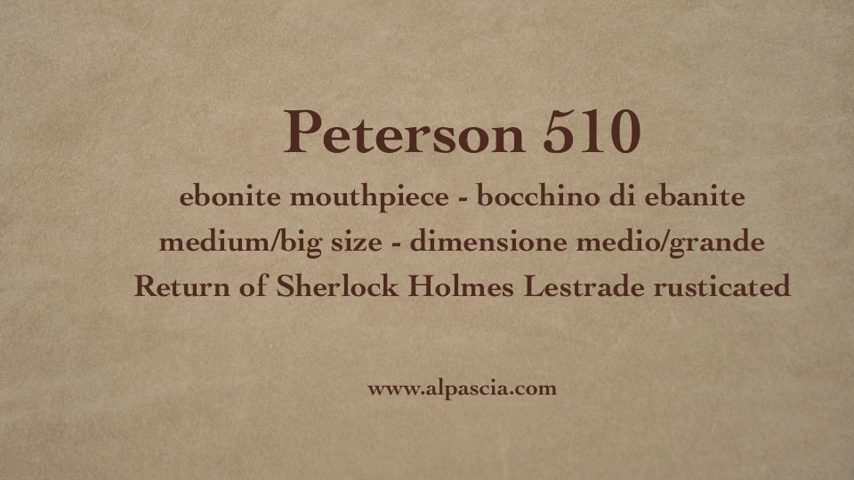 Peterson 510
ebonite mouthpiece - bocchino di ebanite
medium/big size - dimensione medio/grande
Return of Sherlock Holmes Lestrade rusticated
www.alpascia.com